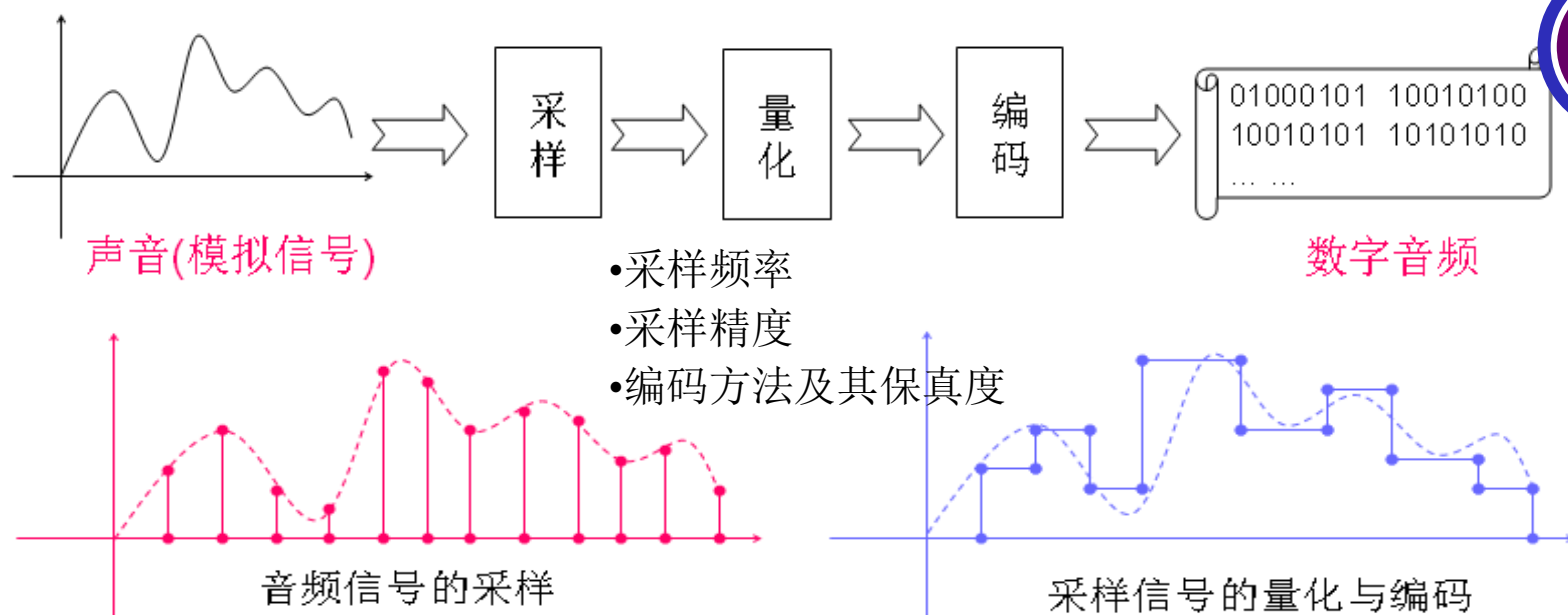 采样
量化
编码
01000101 10010100
10010101 10101010
... ...
声音(模拟信号)
数字音频
•采样频率
•采样精度
•编码方法及其保真度
音频信号的采样
采样信号的量化与编码